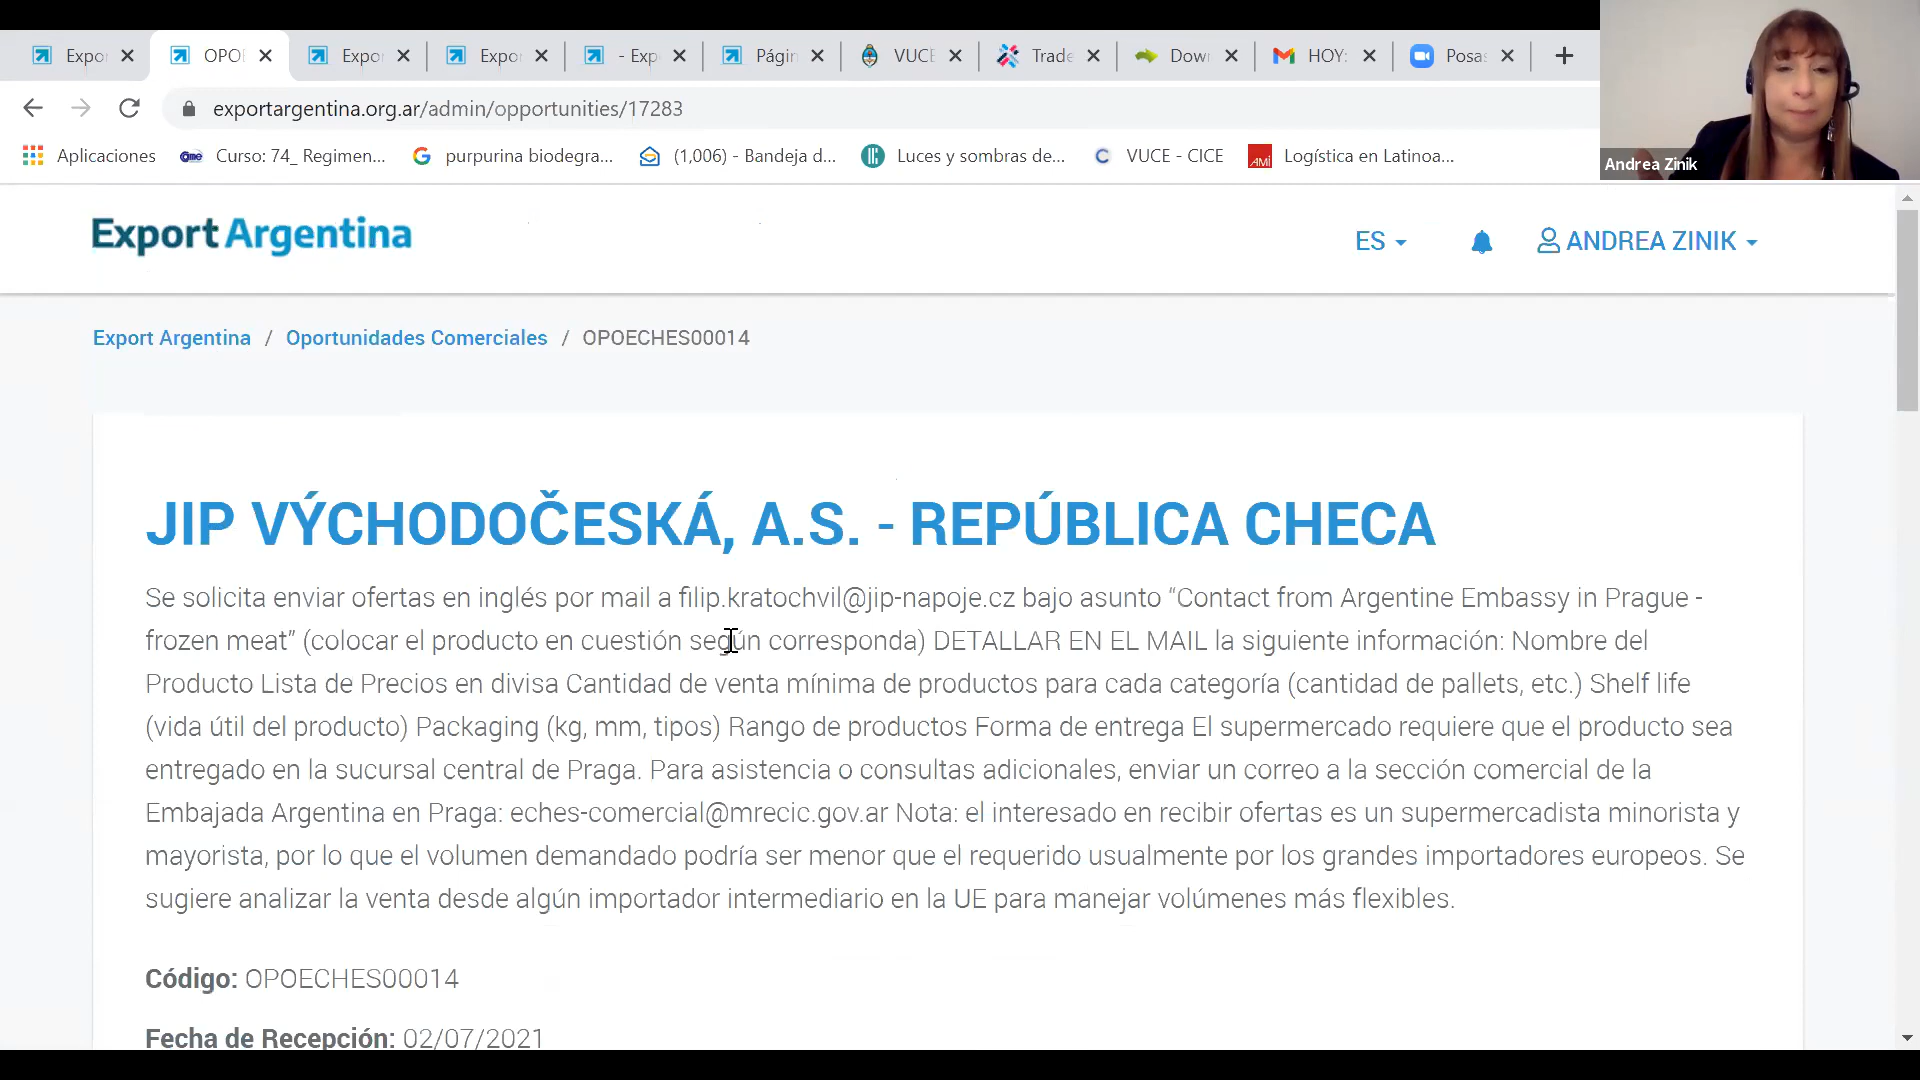 Expor
OPOE
Expor
Expor
- Exp
Págin
VUCE
Trade
Down
HOY:
Posas
exportargentina.org.ar/admin/opportunities/17283
Aplicaciones
came
Curso: 74_ Regimen...
purpurina biodegra...
(1,006) - Bandeja d...
Luces y sombras de...
VUCE - CICE
Logística en Latinoa...
Andrea Zinik
Export Argentina
ES
ANDREA ZINIK
Export Argentina / Oportunidades Comerciales / OPOECHES00014
JIP VÝCHODOČESKÁ, A.S. - REPÚBLICA CHECA
Se solicita enviar ofertas en inglés por mail a filip.kratochvil@jip-napoje.cz bajo asunto “Contact from Argentine Embassy in Prague -
frozen meat” (colocar el producto en cuestión según corresponda) DETALLAR EN EL MAIL la siguiente información: Nombre del
Producto Lista de Precios en divisa Cantidad de venta mínima de productos para cada categoría (cantidad de pallets, etc.) Shelf life
(vida útil del producto) Packaging (kg, mm, tipos) Rango de productos Forma de entrega El supermercado requiere que el producto sea
entregado en la sucursal central de Praga. Para asistencia o consultas adicionales, enviar un correo a la sección comercial de la
Embajada Argentina en Praga: eches-comercial@mrecic.gov.ar Nota: el interesado en recibir ofertas es un supermercadista minorista y
mayorista, por lo que el volumen demandado podría ser menor que el requerido usualmente por los grandes importadores europeos. Se
sugiere analizar la venta desde algún importador intermediario en la UE para manejar volúmenes más flexibles.
Código: OPOECHES00014
Fecha de Recepción: 02/07/2021